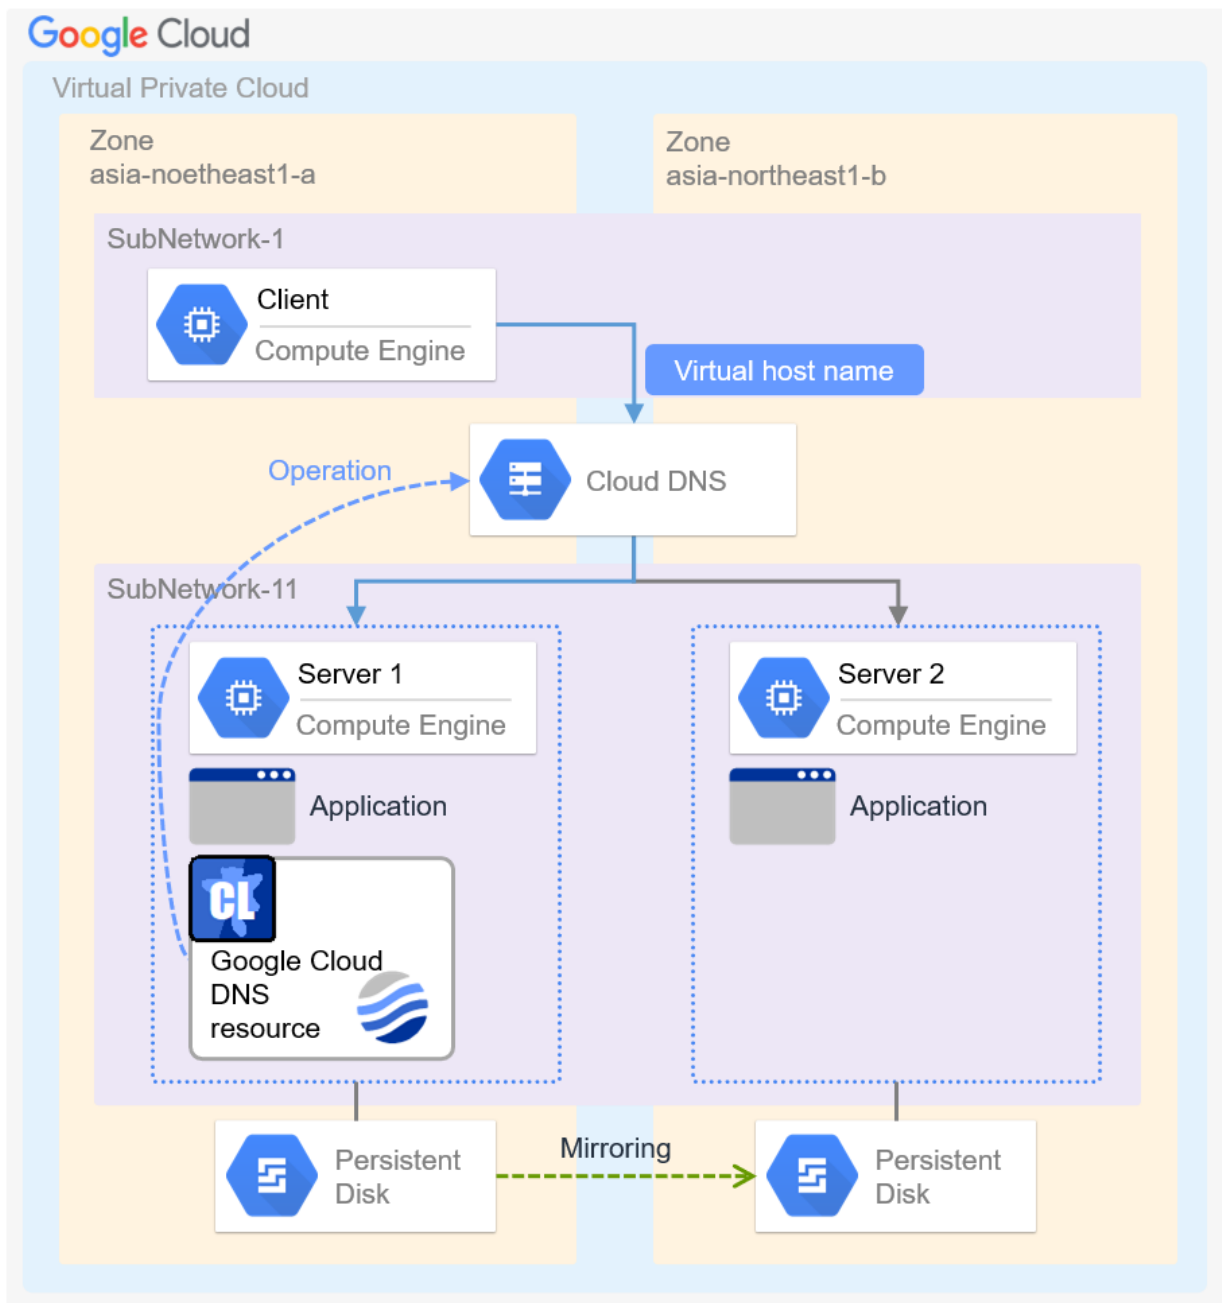 Google Cloud
Virtual Private Cloud
Zone
asia-noetheast1-a
Zone
asia-northeast1-b
SubNetwork-1
Client
Compute Engine
Virtual host name
Operation
Cloud DNS
SubNetwork-11
Server 1
Compute Engine
Server 2
Compute Engine
Application
Application
CL
Google Cloud
DNS
resource
Mirroring
Persistent
Disk
Persistent
Disk